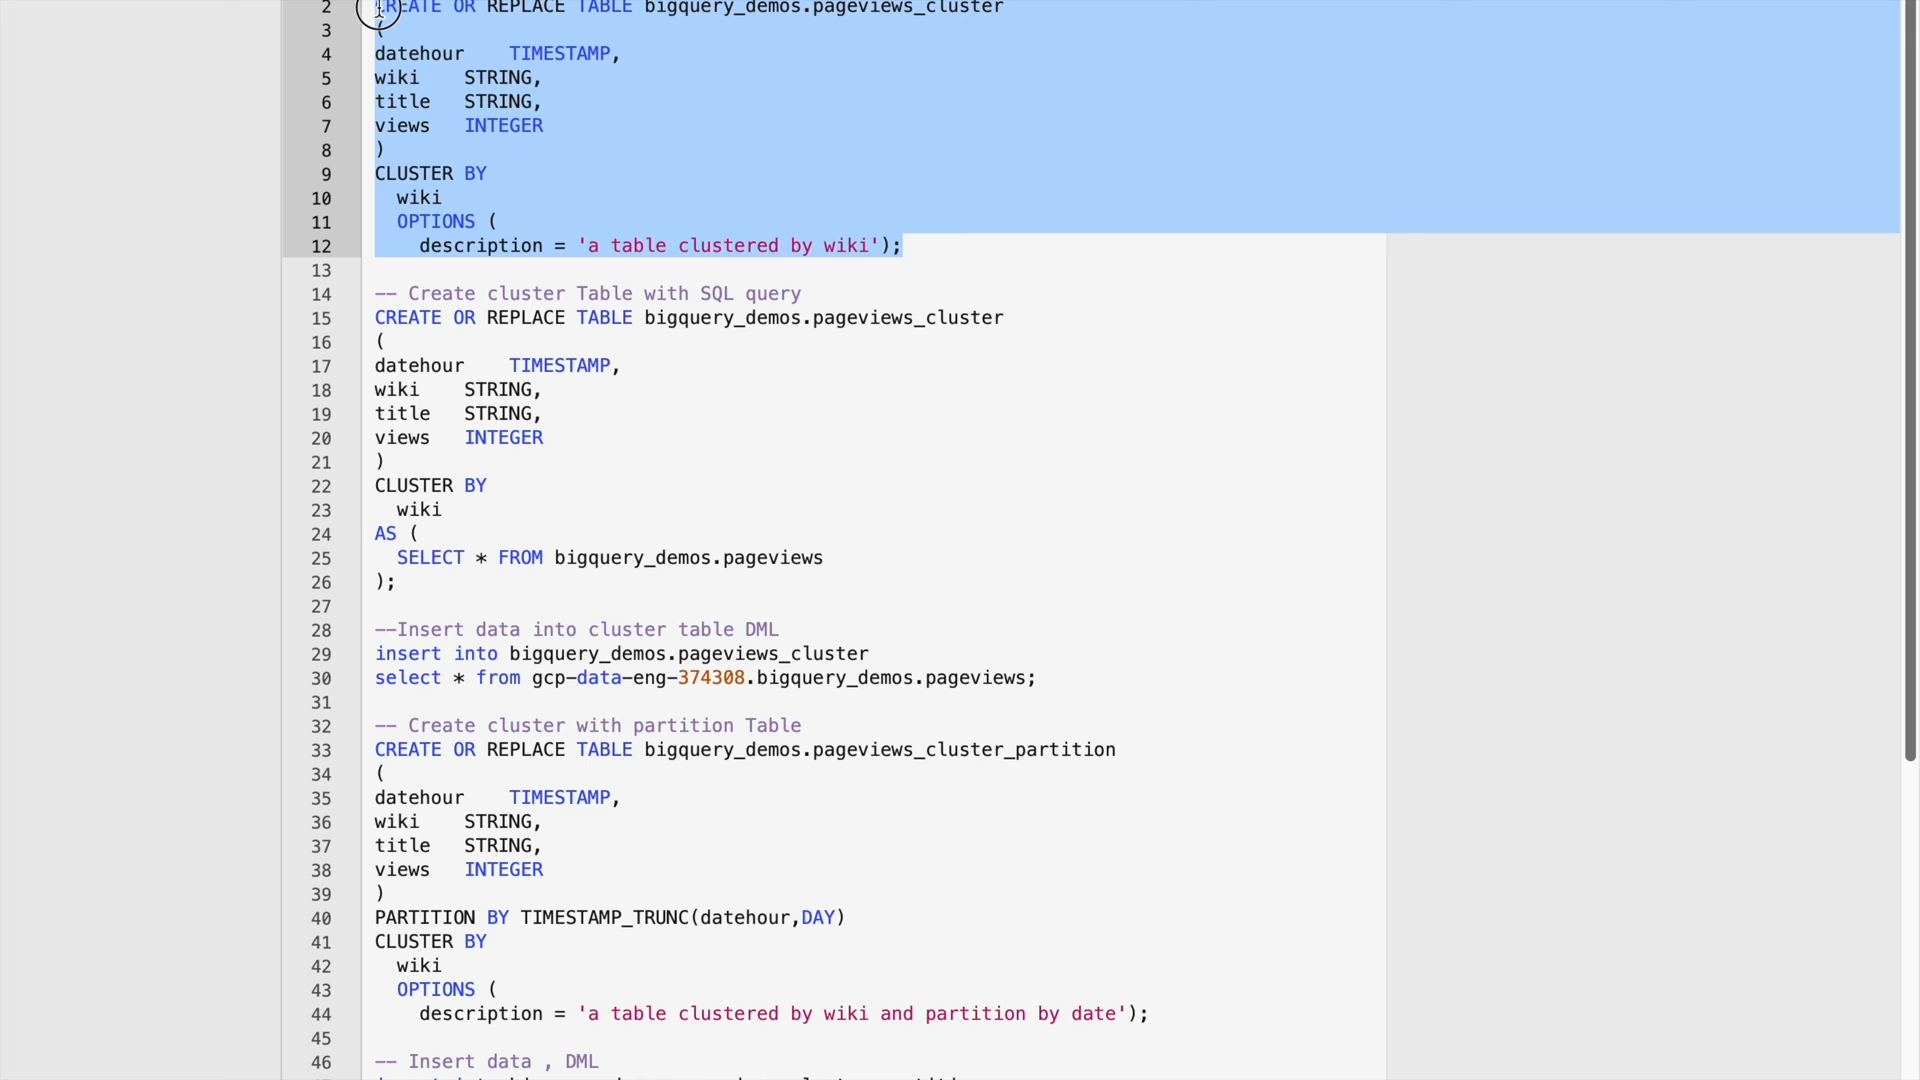 2 CREATE OR REPLACE TABLE bigquery_demos.pageviews_cluster
3 (
4 datehour TIMESTAMP,
5 wiki STRING,
6 title STRING,
7 views INTEGER
8 )
9 CLUSTER BY
10 wiki
11 OPTIONS (
12 description = 'a table clustered by wiki');
13
14 -- Create cluster Table with SQL query
15 CREATE OR REPLACE TABLE bigquery_demos.pageviews_cluster
16 (
17 datehour TIMESTAMP,
18 wiki STRING,
19 title STRING,
20 views INTEGER
21 )
22 CLUSTER BY
23 wiki
24 AS (
25 SELECT * FROM bigquery_demos.pageviews
26 );
27
28 --Insert data into cluster table DML
29 insert into bigquery_demos.pageviews_cluster
30 select * from gcp-data-eng-374308.bigquery_demos.pageviews;
31
32 -- Create cluster with partition Table
33 CREATE OR REPLACE TABLE bigquery_demos.pageviews_cluster_partition
34 (
35 datehour TIMESTAMP,
36 wiki STRING,
37 title STRING,
38 views INTEGER
39 )
40 PARTITION BY TIMESTAMP_TRUNC(datehour,DAY)
41 CLUSTER BY
42 wiki
43 OPTIONS (
44 description = 'a table clustered by wiki and partition by date');
45
46 -- Insert data , DML